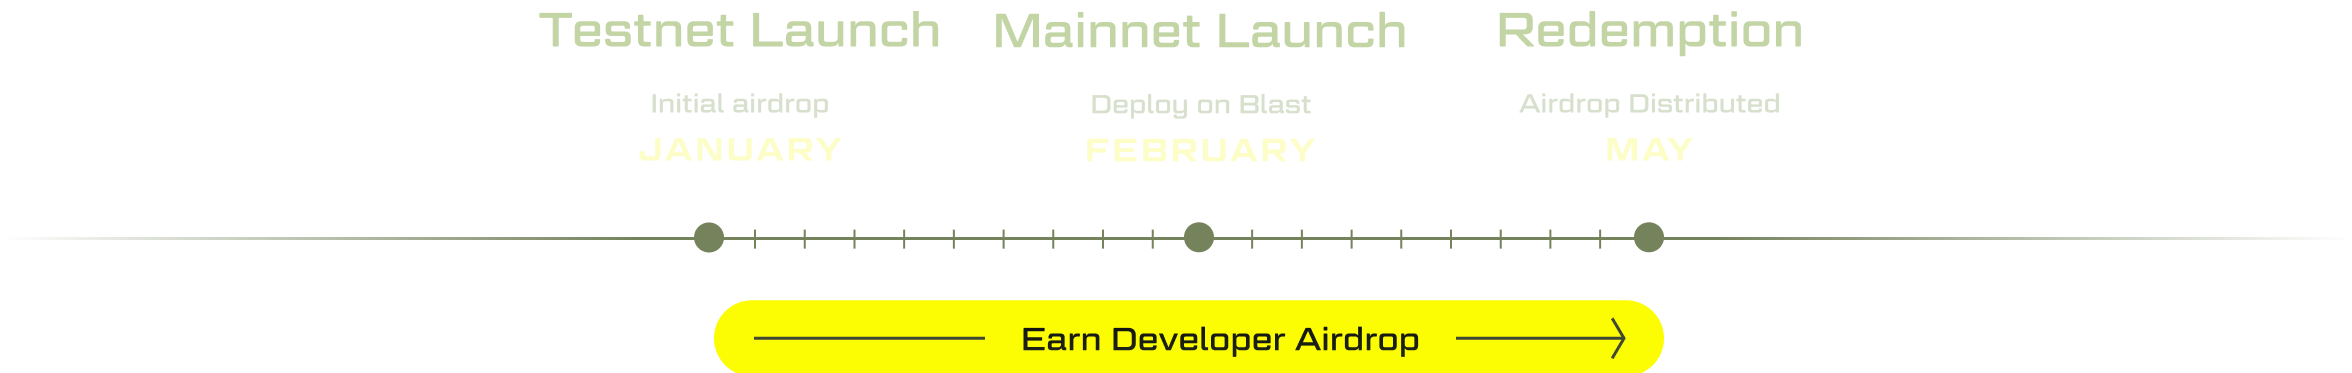 Testnet Launch
Initial airdrop
JANUARY
Mainnet Launch
Deploy on Blast
FEBRUARY
Redemption
Airdrop Distributed
MAY
Earn Developer Airdrop